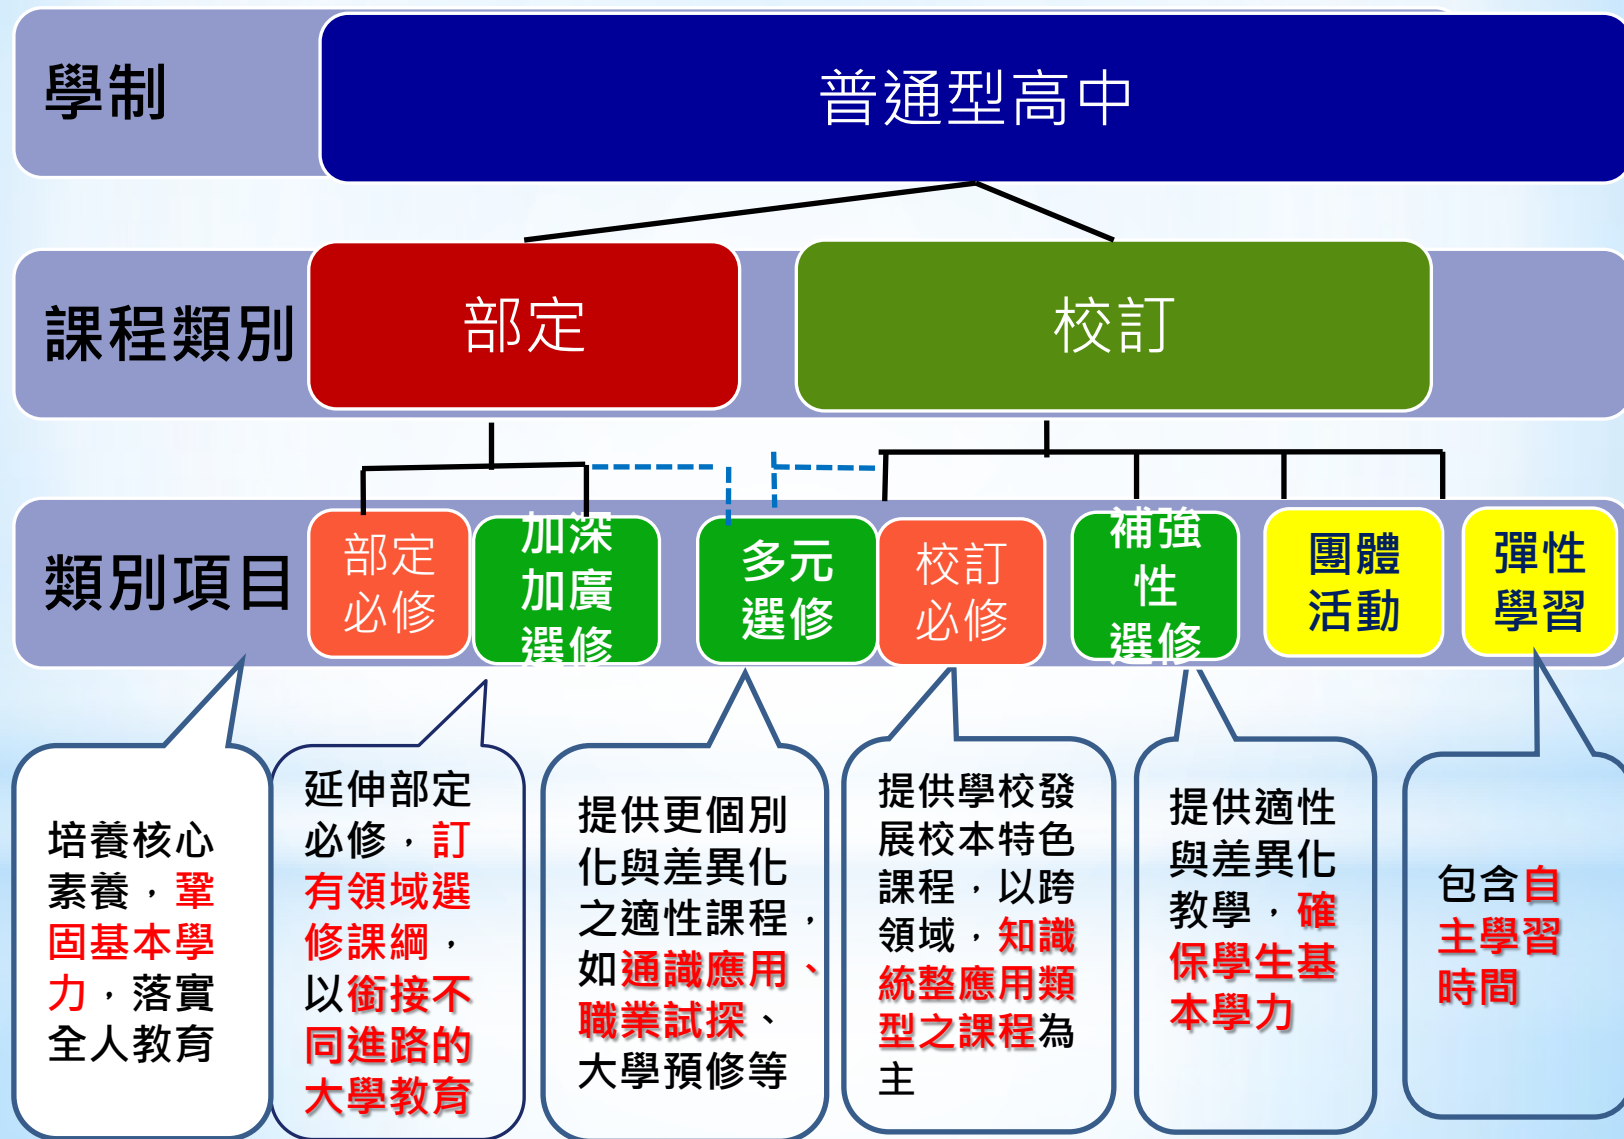 學制
普通型高中
課程類別
部定
校訂
類別項目
部定
必修
加深
加廣
選修
多元
選修
校訂
必修
補強
性
選修
團體
活動
彈性
學習
培養核心
素養，鞏
固基本學
力，落實
全人教育
延伸部定
必修，訂
有領域選
修課綱，
以銜接不
同進路的
大學教育
提供更個別
化與差異化
之適性課程，
如通識應用、
職業試探、
大學預修等
提供學校發
展校本特色
課程，以跨
領域，知識
統整應用類
型之課程為
主
提供適性
與差異化
教學，確
保學生基
本學力
包含自
主學習
時間